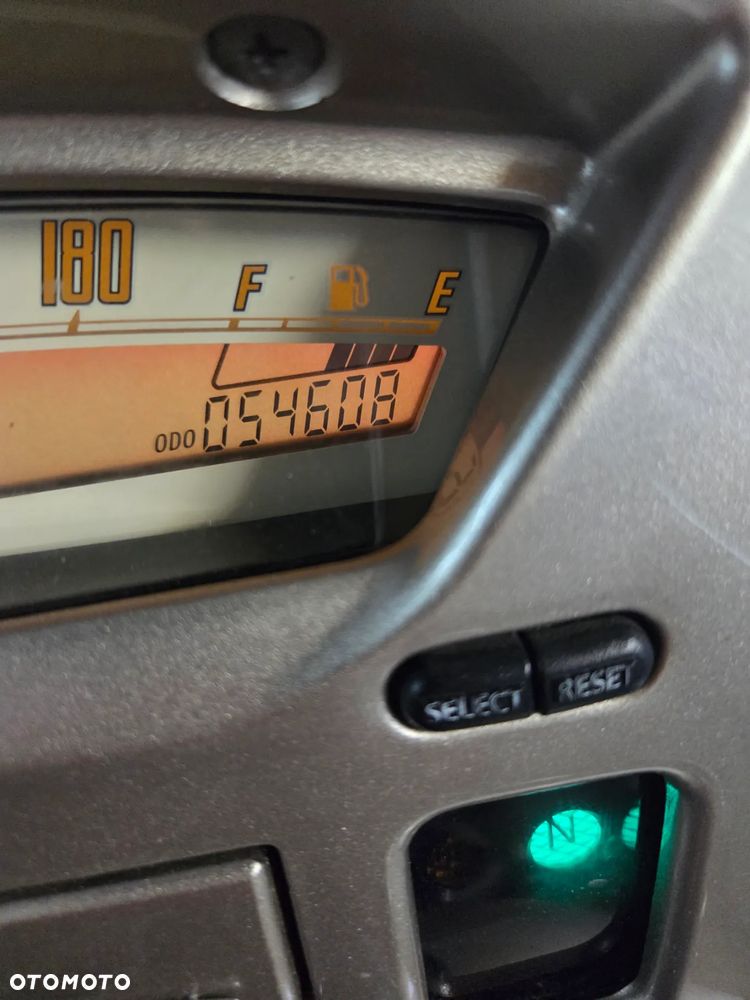 180 F E
ODO 054608
SELECT RESET
N
OTOMOTO